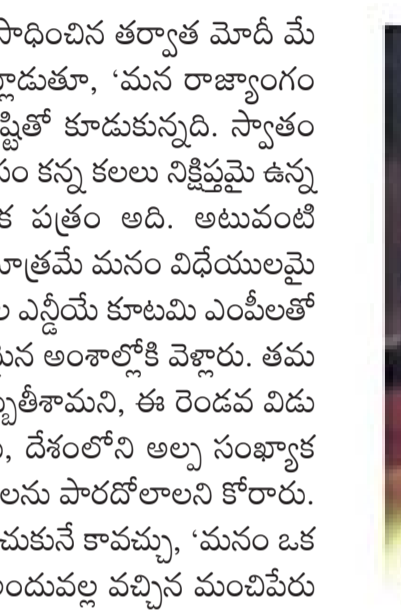 సాధించిన తర్వాత మోదీ మే
్లాడుతూ, ‘మన రాజ్యాంగం
ష్టితో కూడుకున్నది. స్వాతం
సం కన్న కలలు నిక్షిప్తమై ఉన్న
క పత్రం అది. అటువంటి
మాత్రమే మనం విధేయులమై
ల ఎన్డీయే కూటమి ఎంపీలతో
మైన అంశాల్లోకి వెళ్లారు. తమ
బ్బతీశామని, ఈ రెండవ విడు
, దేశంలోని అల్ప సంఖ్యాక
లను పారదోలాలని కోరారు.
చుకునే కావచ్చు, ‘మనం ఒక
ందువల్ల వచ్చిన మంచిపేరు